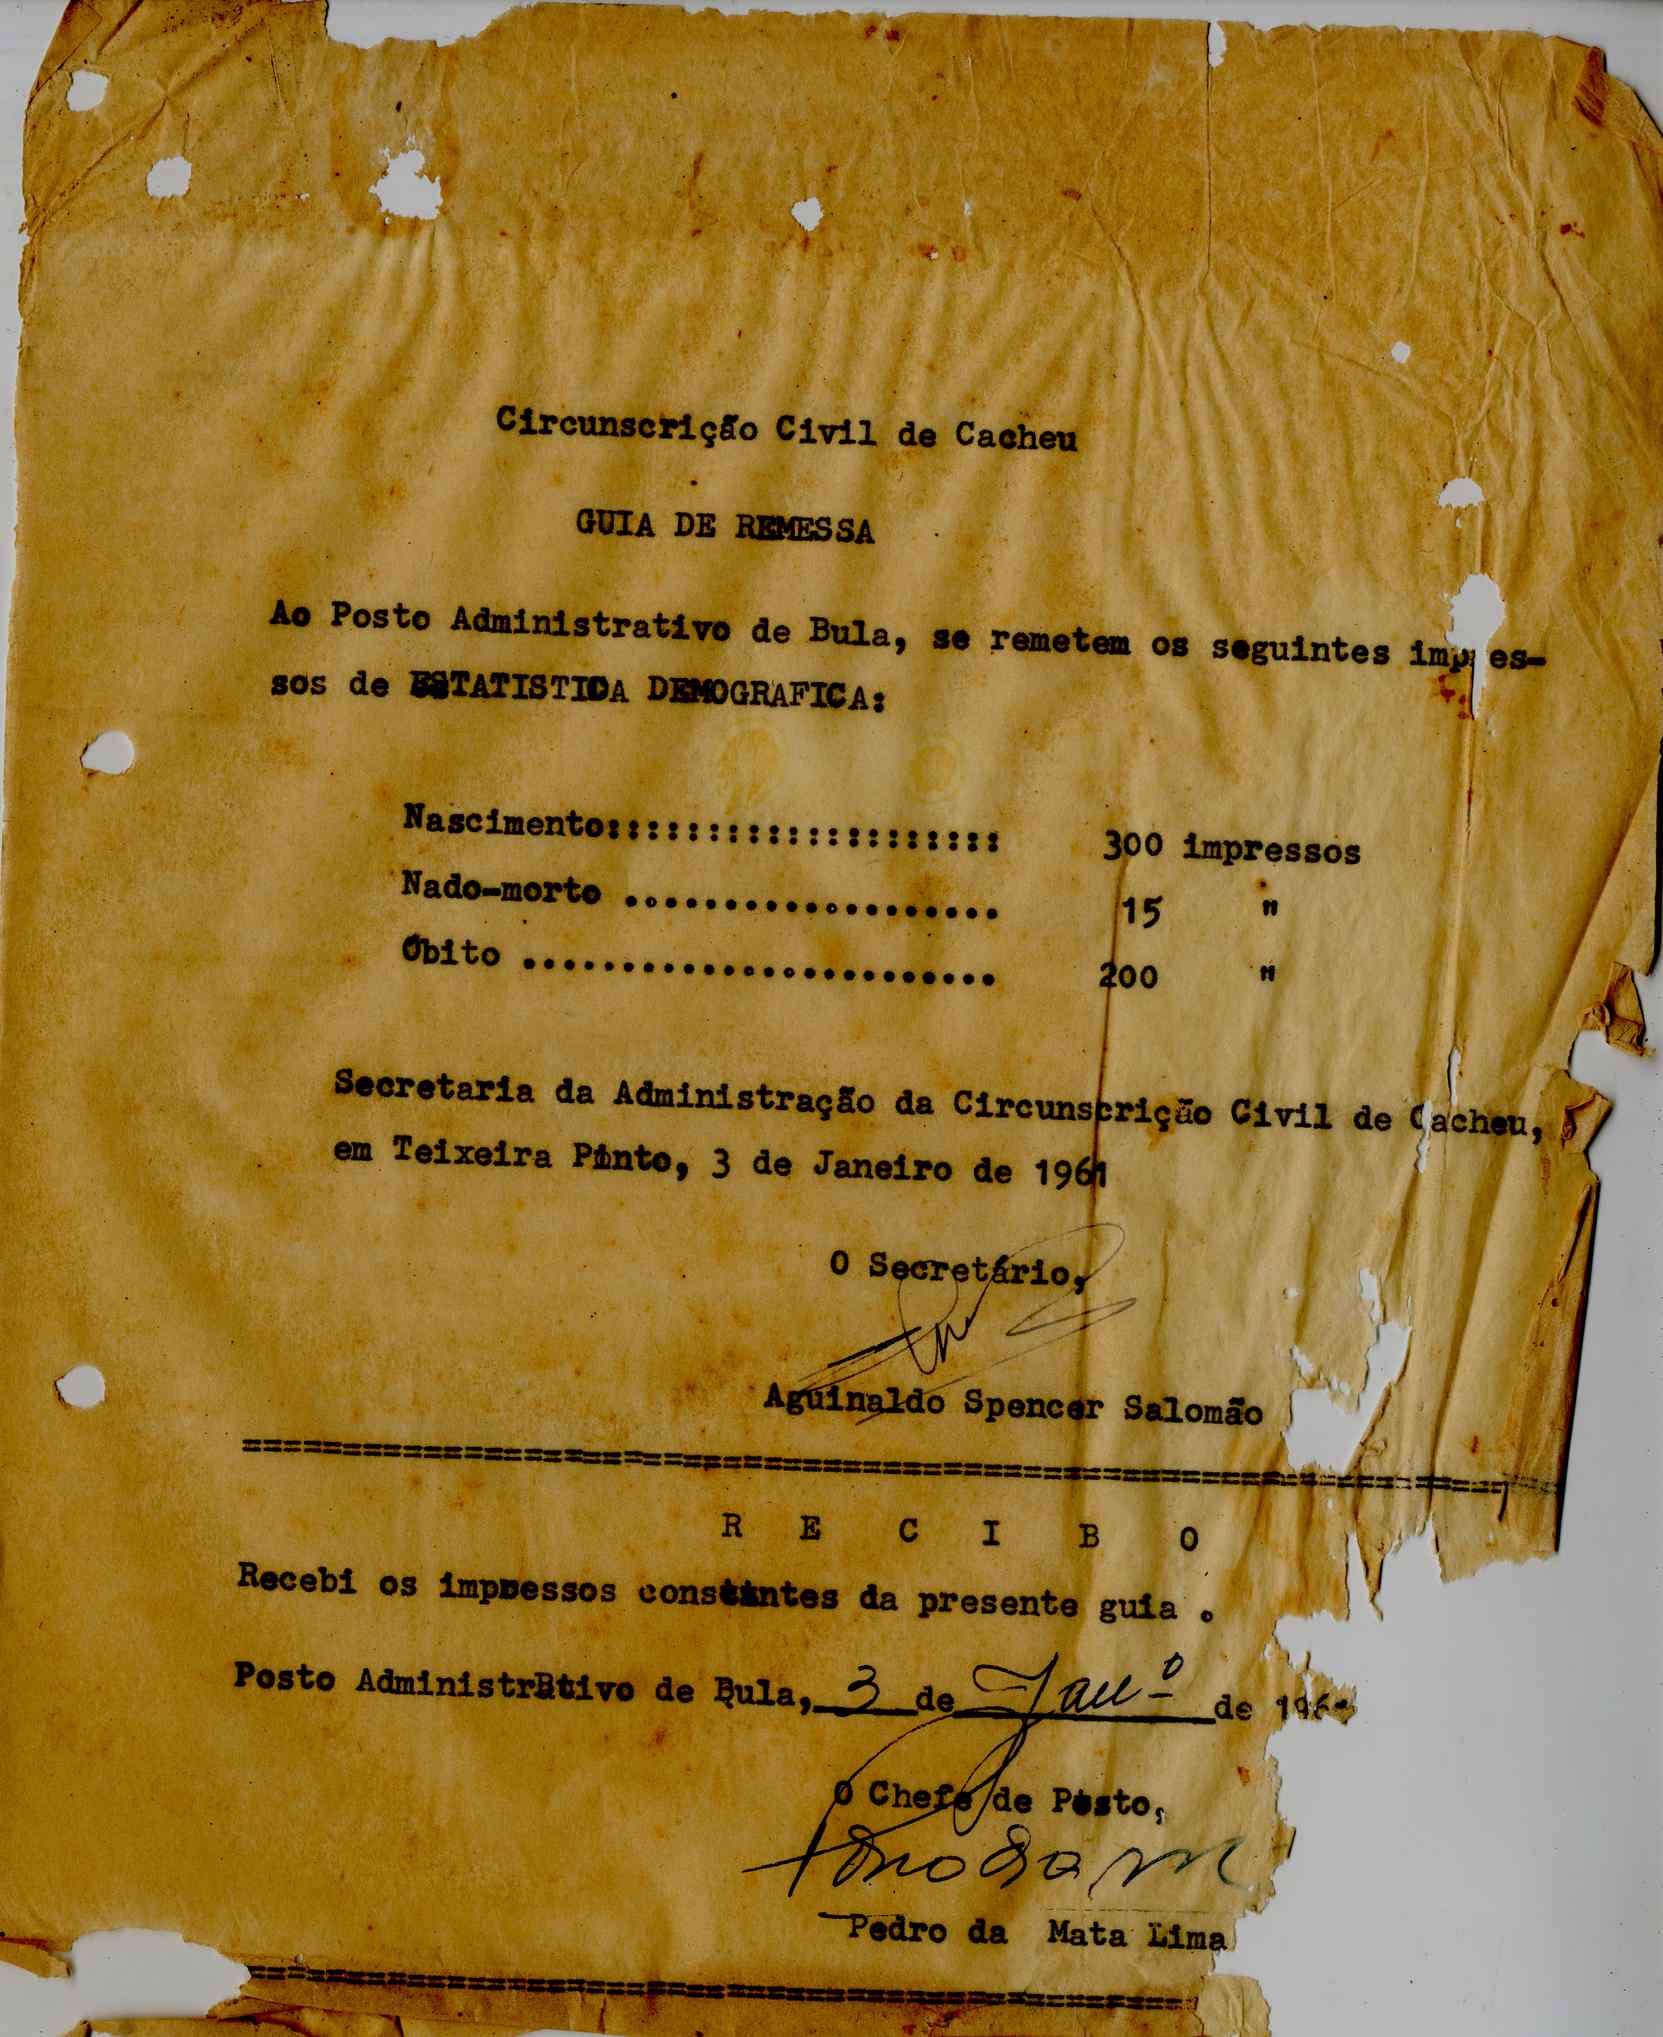 Circunscrição Civil de Cacheu
GUIA DE REMESSA
Ao Posto Administrativo de Bula, se remetem os seguintes impres-
sos de ESTATISTICA DEMOGRAFICA:
Nascimento:::::::::::::::::::: 300 impressos
Nado-morto ................... 15 "
Óbito ........................ 200 "
Secretaria da Administração da Circunscrição Civil de Cacheu,
em Teixeira Pinto, 3 de Janeiro de 1961
O Secretário,
Aguinaldo Spencer Salomão
================================================================
R E C I B O
Recebi os impressos constantes da presente guia .
Posto Administrativo de Bula, 3 de Janº de 196
O Chefe de Posto,
Pedro da Mata Lima
================================================